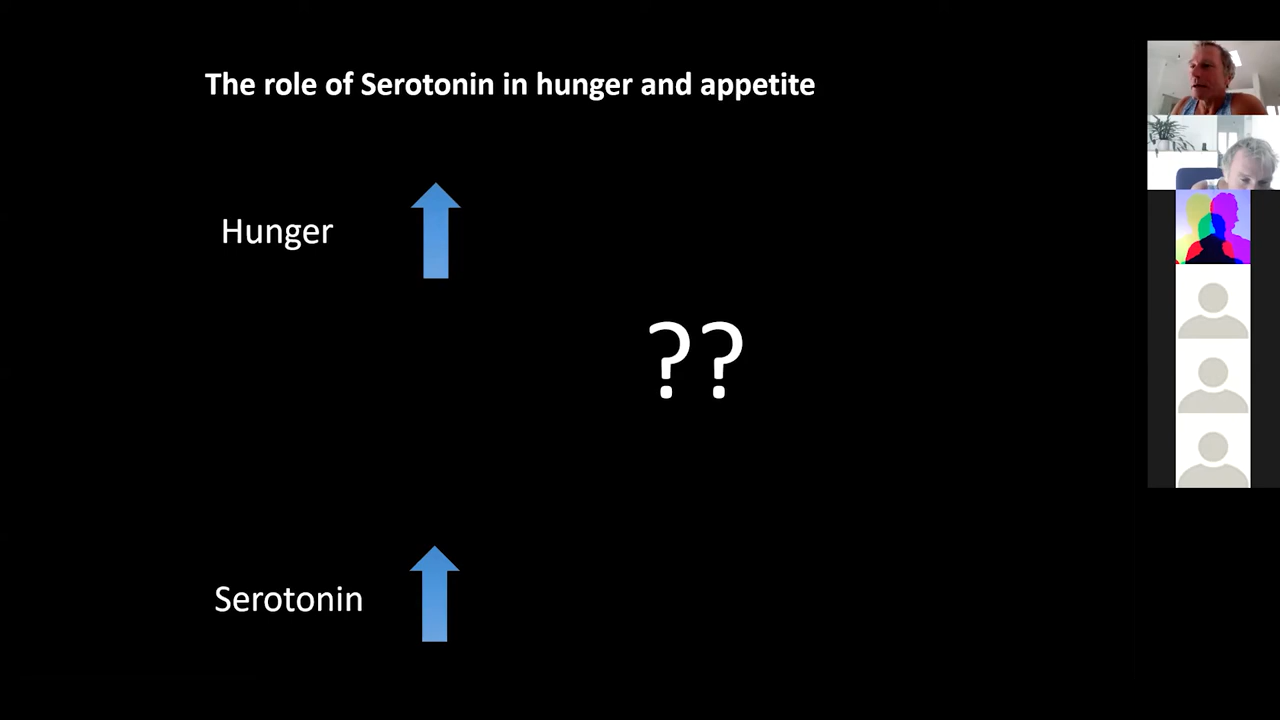 The role of Serotonin in hunger and appetite
Hunger
??
Serotonin